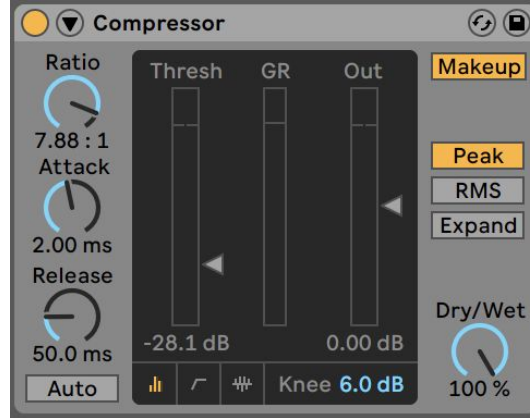 Compressor
Ratio
7.88 : 1
Attack
2.00 ms
Release
50.0 ms
Auto
Thresh GR Out
-28.1 dB 0.00 dB
Knee 6.0 dB
Makeup
Peak
RMS
Expand
Dry/Wet
100 %